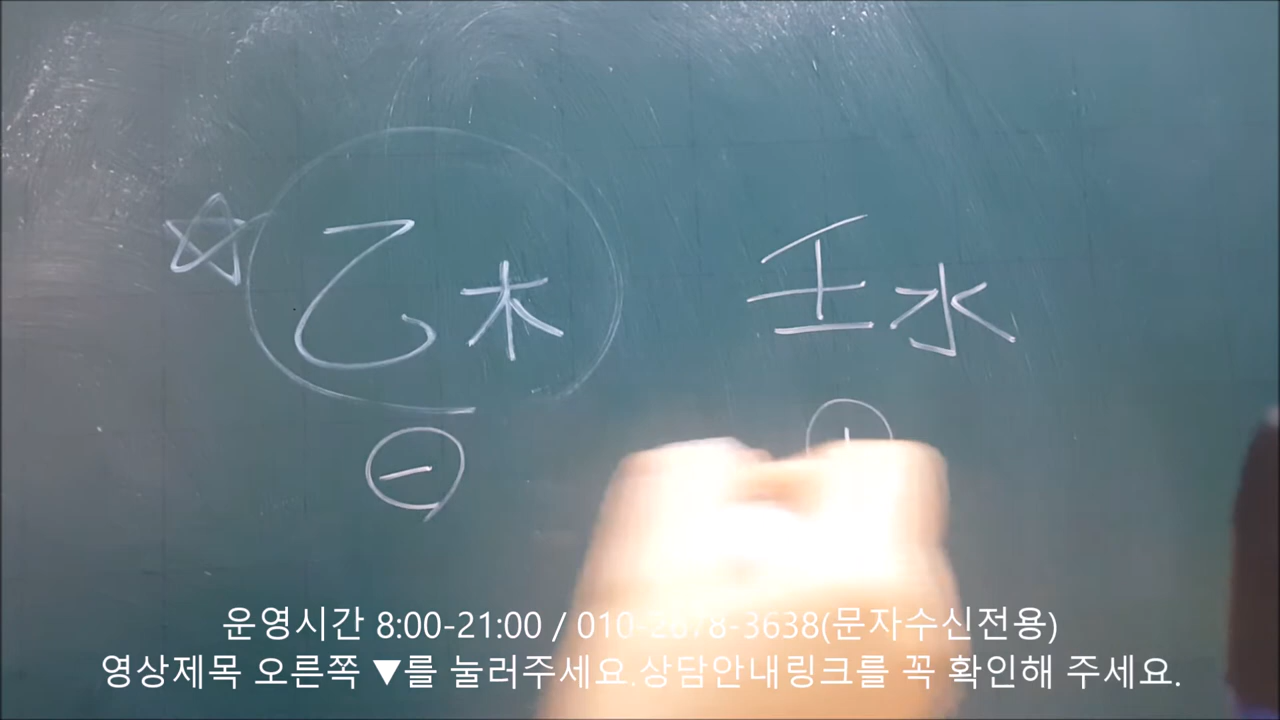 乙木 壬水
운영시간 8:00-21:00 / 010-2678-3638(문자수신전용)
영상제목 오른쪽 ▼를 눌러주세요.상담안내링크를 꼭 확인해 주세요.